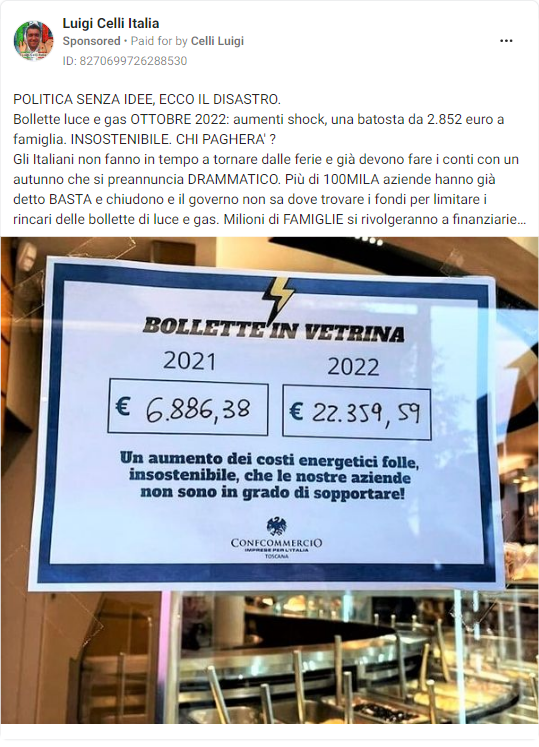 Luigi Celli Italia
Sponsored • Paid for by Celli Luigi
ID: 8270699726288530
POLITICA SENZA IDEE, ECCO IL DISASTRO.
Bollette luce e gas OTTOBRE 2022: aumenti shock, una batosta da 2.852 euro a
famiglia. INSOSTENIBILE. CHI PAGHERA' ?
Gli Italiani non fanno in tempo a tornare dalle ferie e già devono fare i conti con un
autunno che si preannuncia DRAMMATICO. Più di 100MILA aziende hanno già
detto BASTA e chiudono e il governo non sa dove trovare i fondi per limitare i
rincari delle bollette di luce e gas. Milioni di FAMIGLIE si rivolgeranno a finanziarie...
BOLLETTE IN VETRINA
2021
2022
€ 6.886,38
€ 22.359,59
Un aumento dei costi energetici folle,
insostenibile, che le nostre aziende
non sono in grado di sopportare!
CONFCOMMERCIO
IMPRESE PER L'ITALIA
TOSCANA